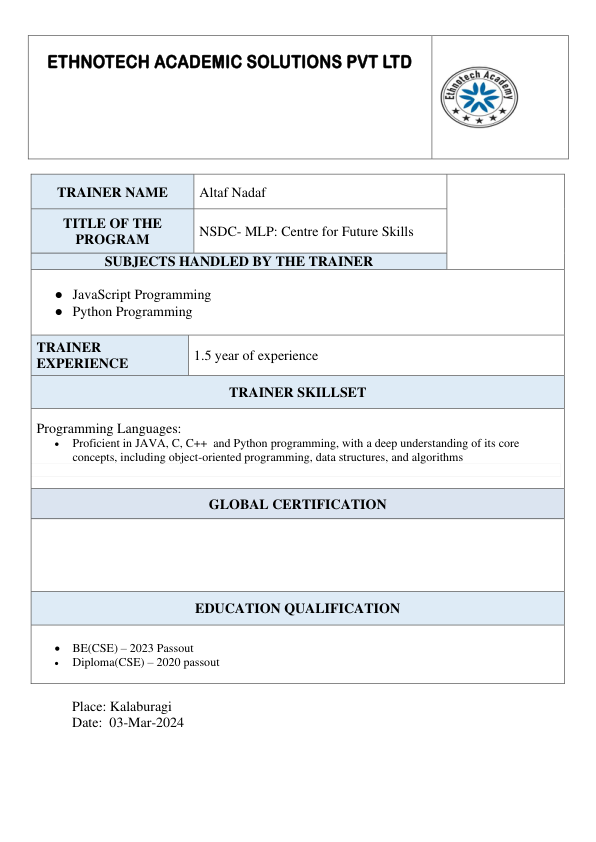 ETHNOTECH ACADEMIC SOLUTIONS PVT LTD
Ethnotech Academy
TRAINER NAME
Altaf Nadaf
TITLE OF THE
PROGRAM
NSDC- MLP: Centre for Future Skills
SUBJECTS HANDLED BY THE TRAINER
● JavaScript Programming
● Python Programming
TRAINER
EXPERIENCE
1.5 year of experience
TRAINER SKILLSET
Programming Languages:
• Proficient in JAVA, C, C++ and Python programming, with a deep understanding of its core
concepts, including object-oriented programming, data structures, and algorithms
GLOBAL CERTIFICATION
EDUCATION QUALIFICATION
• BE(CSE) – 2023 Passout
• Diploma(CSE) – 2020 passout
Place: Kalaburagi
Date: 03-Mar-2024